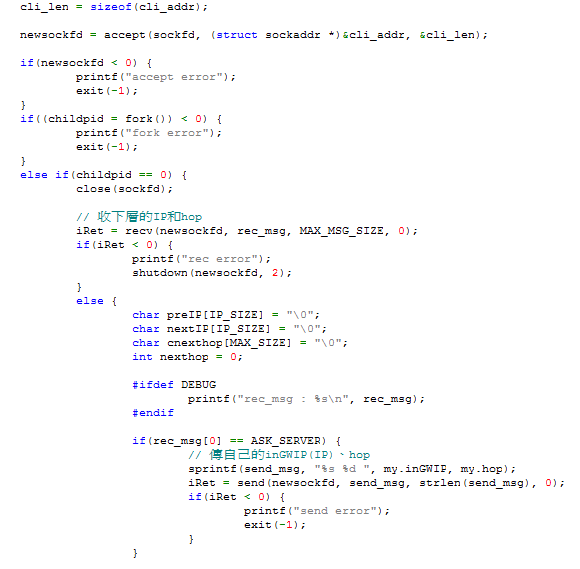 cli_len = sizeof(cli_addr);
newsockfd = accept(sockfd, (struct sockaddr *)&cli_addr, &cli_len);
if(newsockfd < 0) {
printf("accept error");
exit(-1);
}
if((childpid = fork()) < 0) {
printf("fork error");
exit(-1);
}
else if(childpid == 0) {
close(sockfd);
// 收下層的IP和hop
iRet = recv(newsockfd, rec_msg, MAX_MSG_SIZE, 0);
if(iRet < 0) {
printf("rec error");
shutdown(newsockfd, 2);
}
else {
char preIP[IP_SIZE] = "\0";
char nextIP[IP_SIZE] = "\0";
char cnexthop[MAX_SIZE] = "\0";
int nexthop = 0;
#ifdef DEBUG
printf("rec_msg : %s\n", rec_msg);
#endif
if(rec_msg[0] == ASK_SERVER) {
// 傳自己的inGWIP(IP)、hop
sprintf(send_msg, "%s %d ", my.inGWIP, my.hop);
iRet = send(newsockfd, send_msg, strlen(send_msg), 0);
if(iRet < 0) {
printf("send error");
exit(-1);
}
}